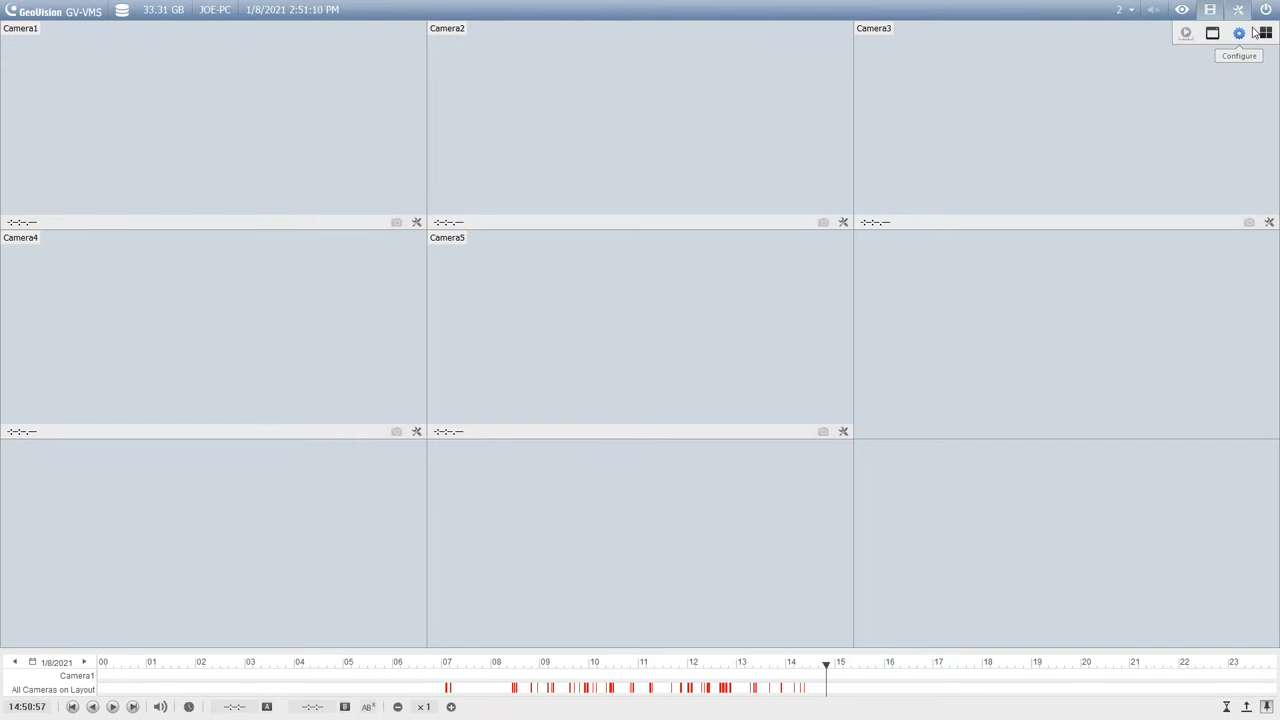 GeoVision GV-VMS 33.31 GB JOE-PC 1/8/2021 2:51:10 PM 2
Camera1 Camera2 Camera3
Configure
-:-:-.-- -:-:-.-- -:-:-.--
Camera4 Camera5
-:-:-.-- -:-:-.--
1/8/2021 00 01 02 03 04 05 06 07 08 09 10 11 12 13 14 15 16 17 18 19 20 21 22 23
Camera1
All Cameras on Layout
14:50:57 --:--:-- A --:--:-- B AB × 1